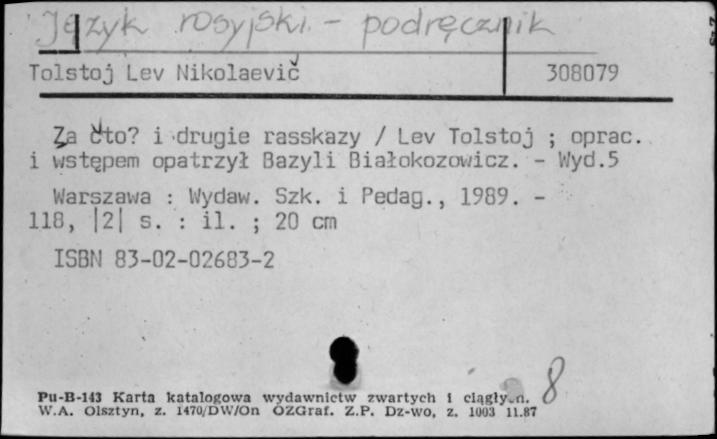 Język rosyjski - podręcznik
Tolstoj Lev Nikolaevič 308079
Za čto? i drugie rasskazy / Lev Tolstoj ; oprac.
i wstępem opatrzył Bazyli Białokozowicz. - Wyd.5
Warszawa : Wydaw. Szk. i Pedag., 1989. -
118, |2| s. : il. ; 20 cm
ISBN 83-02-02683-2
8
Pu-B-143 Karta katalogowa wydawnictw zwartych i ciągłych.
W.A. Olsztyn, z. 1470/DW/On OZGraf. Z.P. Dz-wo, z. 1003 11.87